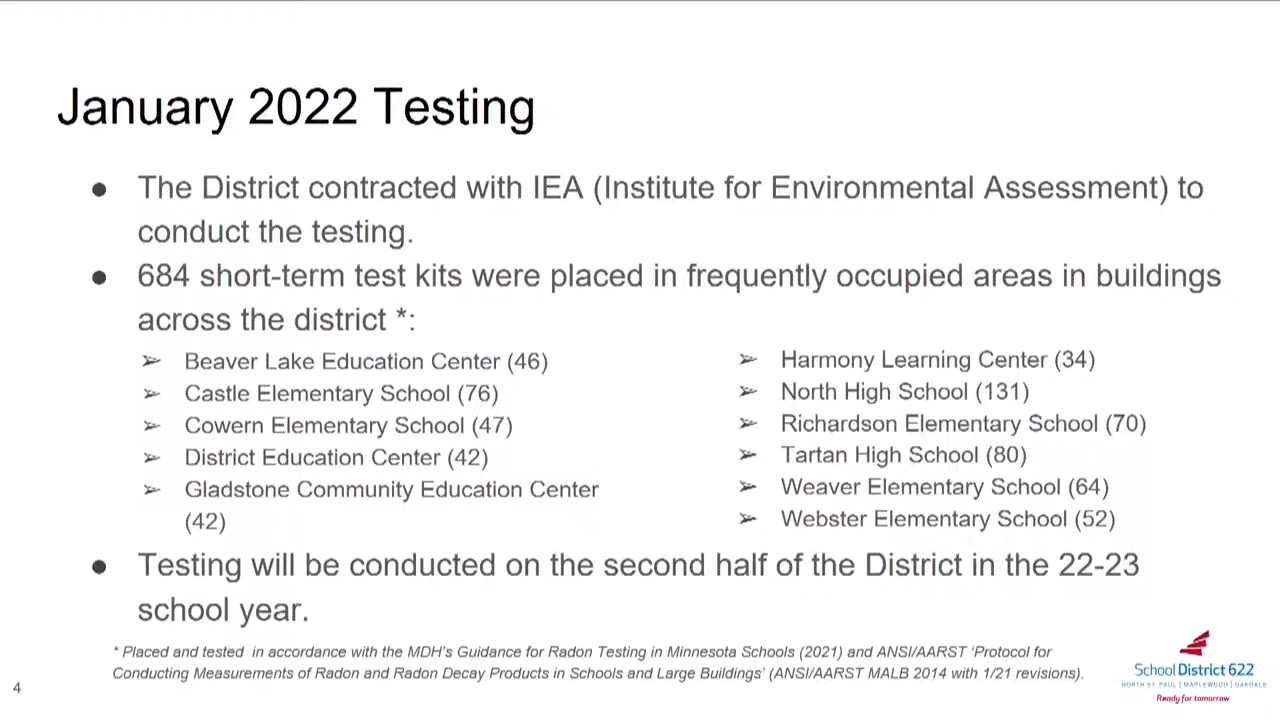 January 2022 Testing
● The District contracted with IEA (Institute for Environmental Assessment) to
conduct the testing.
● 684 short-term test kits were placed in frequently occupied areas in buildings
across the district *:
➢ Beaver Lake Education Center (46)
➢ Castle Elementary School (76)
➢ Cowern Elementary School (47)
➢ District Education Center (42)
➢ Gladstone Community Education Center
(42)
➢ Harmony Learning Center (34)
➢ North High School (131)
➢ Richardson Elementary School (70)
➢ Tartan High School (80)
➢ Weaver Elementary School (64)
➢ Webster Elementary School (52)
● Testing will be conducted on the second half of the District in the 22-23
school year.
* Placed and tested in accordance with the MDH's Guidance for Radon Testing in Minnesota Schools (2021) and ANSI/AARST 'Protocol for
Conducting Measurements of Radon and Radon Decay Products in Schools and Large Buildings' (ANSI/AARST MALB 2014 with 1/21 revisions).
4
School District 622
NORTH ST. PAUL | MAPLEWOOD | OAKDALE
Ready for tomorrow